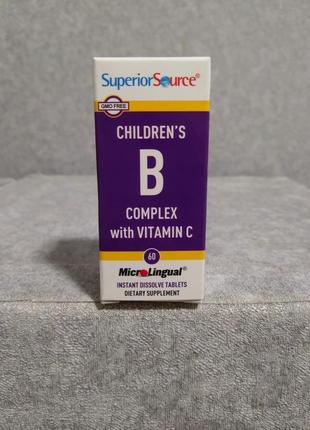 SuperiorSource®
GMO FREE
CHILDREN'S
B
COMPLEX
with VITAMIN C
60
MicroLingual®
INSTANT DISSOLVE TABLETS
DIETARY SUPPLEMENT